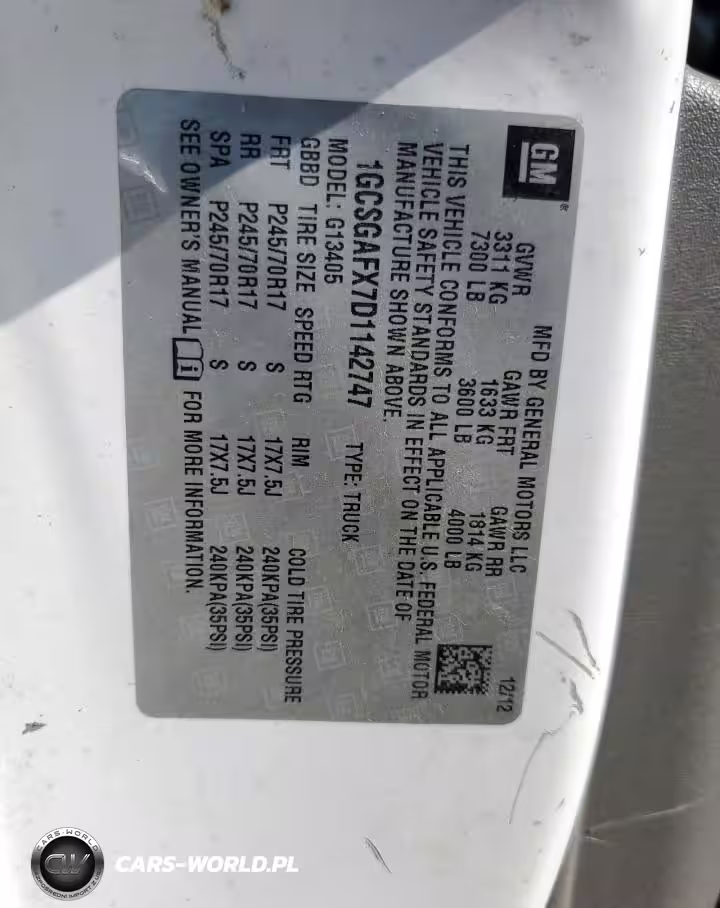 GM
MFD BY GENERAL MOTORS LLC 12/12
GVWR GAWR FRT GAWR RR
3311 KG 1633 KG 1814 KG
7300 LB 3600 LB 4000 LB
THIS VEHICLE CONFORMS TO ALL APPLICABLE U.S. FEDERAL MOTOR
VEHICLE SAFETY STANDARDS IN EFFECT ON THE DATE OF
MANUFACTURE SHOWN ABOVE.
1GCSGAFX7D1142747 TYPE: TRUCK
MODEL: G13405
GBBD TIRE SIZE SPEED RTG RIM COLD TIRE PRESSURE
FRT P245/70R17 S 17X7.5J 240KPA(35PSI)
RR P245/70R17 S 17X7.5J 240KPA(35PSI)
SPA P245/70R17 S 17X7.5J 240KPA(35PSI)
SEE OWNER'S MANUAL FOR MORE INFORMATION.
CARS-WORLD
CW
CARS-WORLD.PL